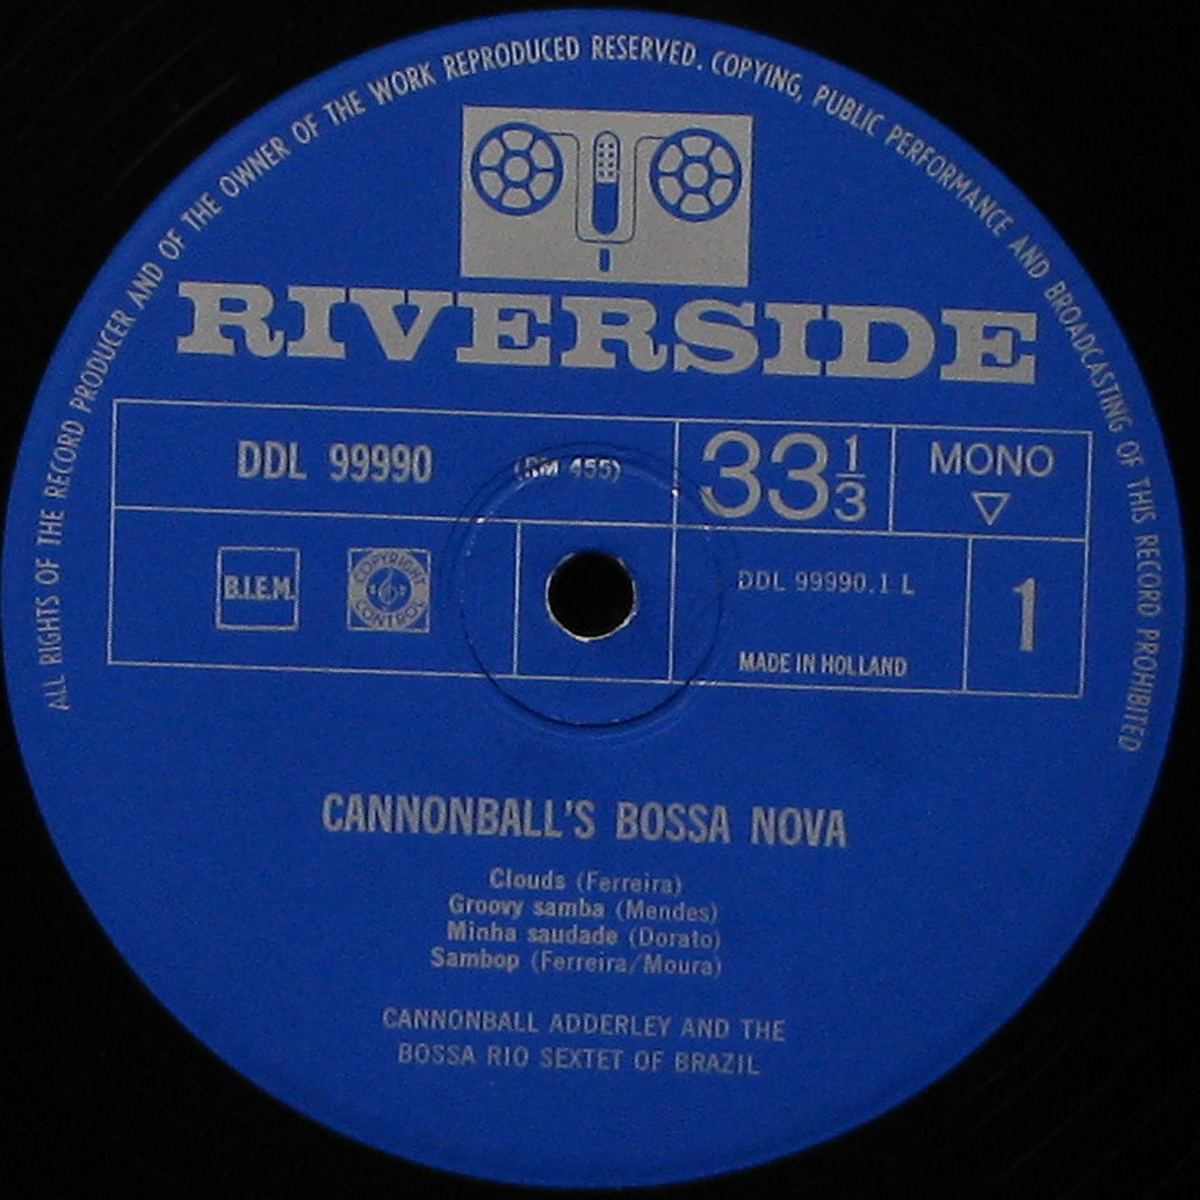 ALL RIGHTS OF THE RECORD PRODUCER AND OF THE OWNER OF THE WORK REPRODUCED RESERVED. COPYING, PUBLIC PERFORMANCE AND BROADCASTING OF THIS RECORD PROHIBITED
RIVERSIDE
DDL 99990 (RM 455) 33 1/3 MONO
▽
B.I.E.M. COPYRIGHT CONTROL DDL 99990.1 L 1
MADE IN HOLLAND
CANNONBALL'S BOSSA NOVA
Clouds (Ferreira)
Groovy samba (Mendes)
Minha saudade (Dorato)
Sambop (Ferreira/Moura)
CANNONBALL ADDERLEY AND THE
BOSSA RIO SEXTET OF BRAZIL